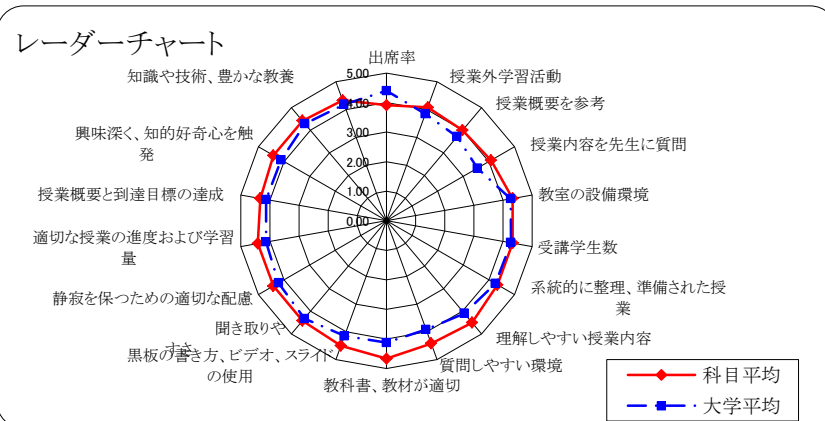 レーダーチャート
出席率
授業外学習活動
授業概要を参考
授業内容を先生に質問
教室の設備環境
受講学生数
系統的に整理、準備された授
業
理解しやすい授業内容
質問しやすい環境
教科書、教材が適切
黒板の書き方、ビデオ、スライド
の使用
聞き取りや
すさ
静寂を保つための適切な配慮
適切な授業の進度および学習
量
授業概要と到達目標の達成
興味深く、知的好奇心を触
発
知識や技術、豊かな教養
5.00
4.00
3.00
2.00
1.00
0.00
科目平均
大学平均